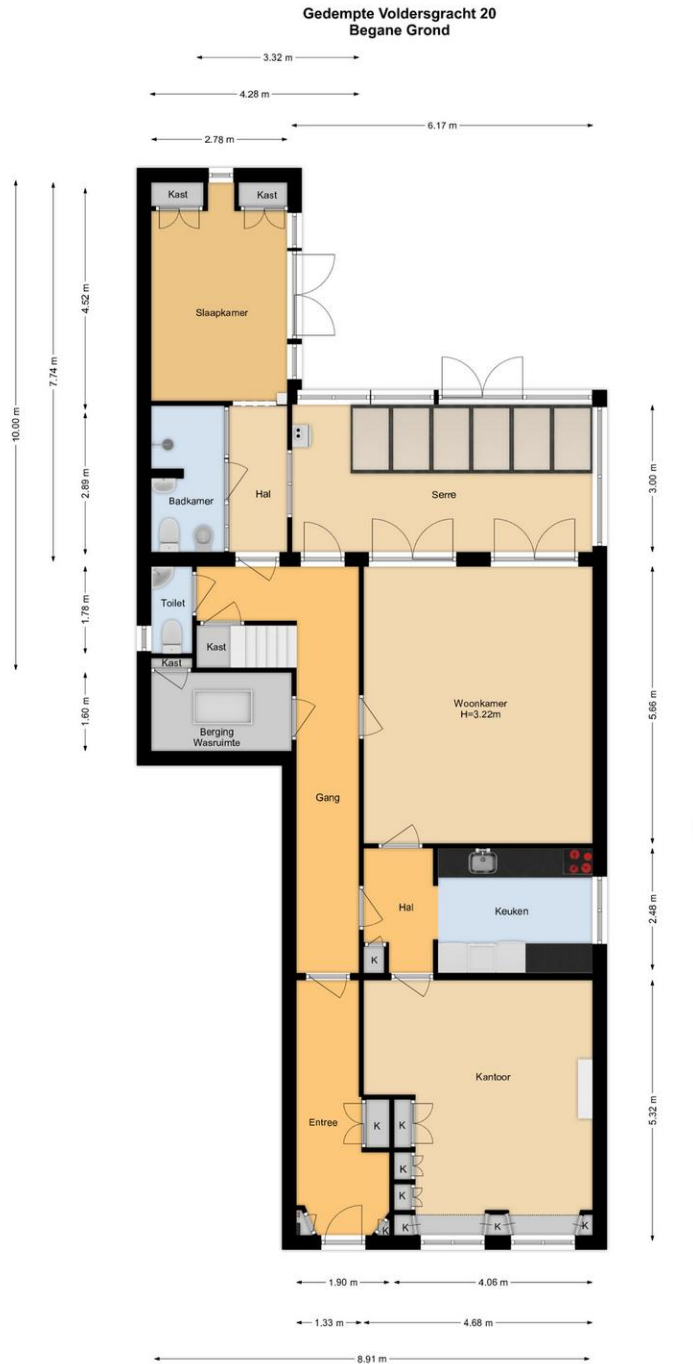 Gedempte Voldersgracht 20
Begane Grond
3.32 m
4.28 m
6.17 m
2.78 m
Kast
Kast
4.52 m
7.74 m
10.00 m
Slaapkamer
2.89 m
Badkamer
Hal
Serre
3.00 m
1.78 m
Toilet
Kast
Kast
1.60 m
Berging
Wasruimte
Woonkamer
H=3.22m
5.66 m
Gang
Hal
Keuken
2.48 m
K
Kantoor
5.32 m
Entree
K
K
K
K
K
K
K
K
1.90 m
4.06 m
1.33 m
4.68 m
8.91 m